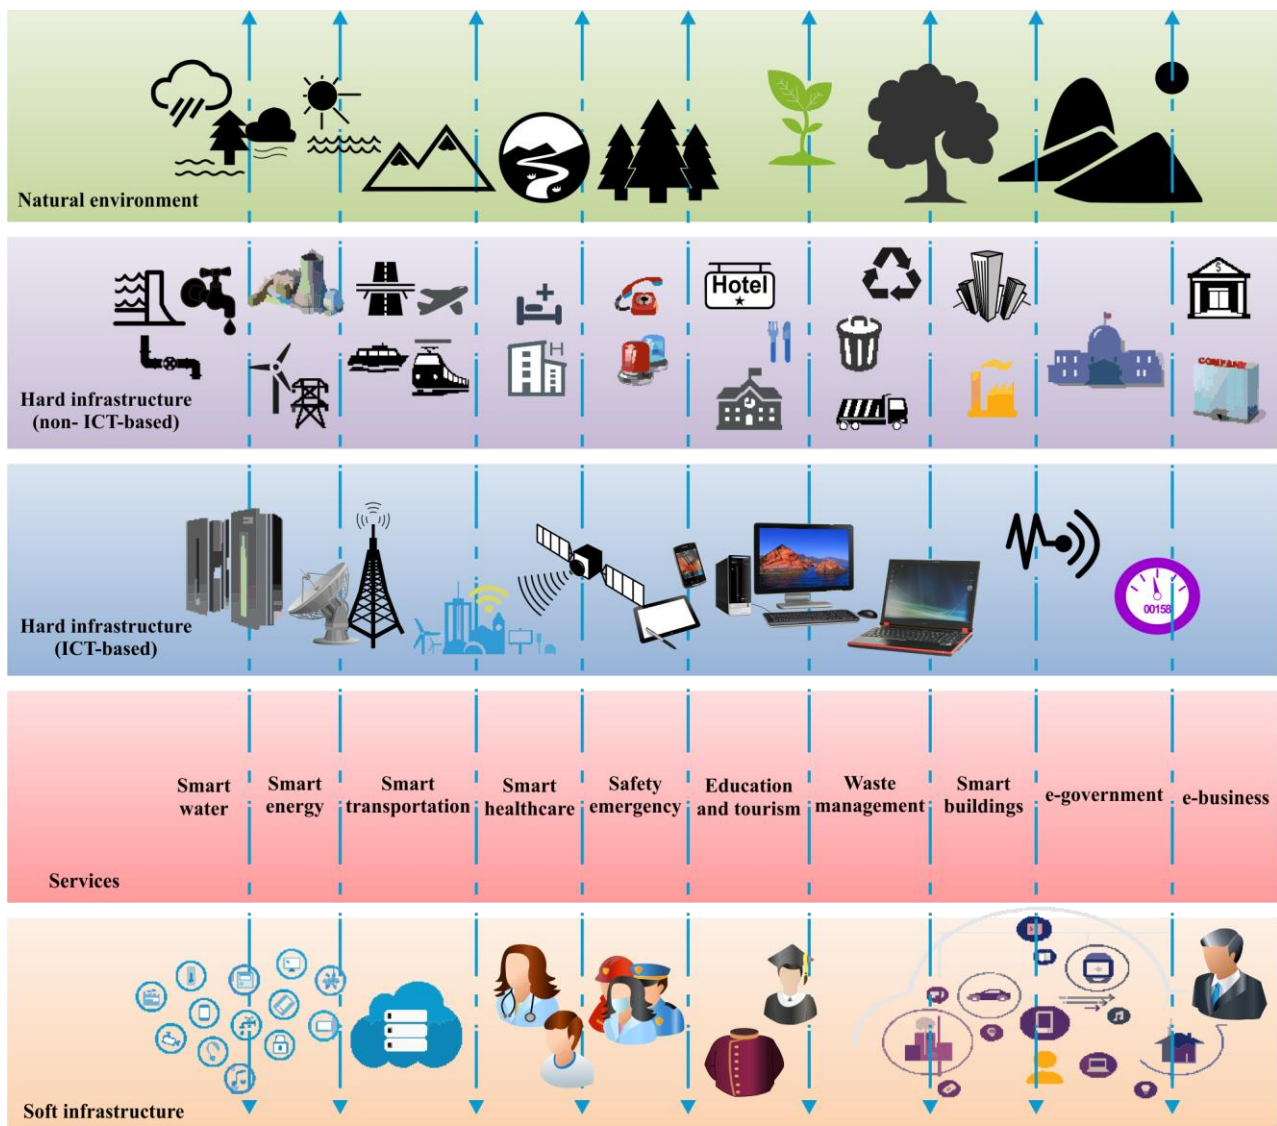 Natural environment
Hotel
$
H
COMPANY
Hard infrastructure
(non- ICT-based)
00158
Hard infrastructure
(ICT-based)
Smart
water
Smart
energy
Smart
transportation
Smart
healthcare
Safety
emergency
Education
and tourism
Waste
management
Smart
buildings
e-government
e-business
Services
Soft infrastructure